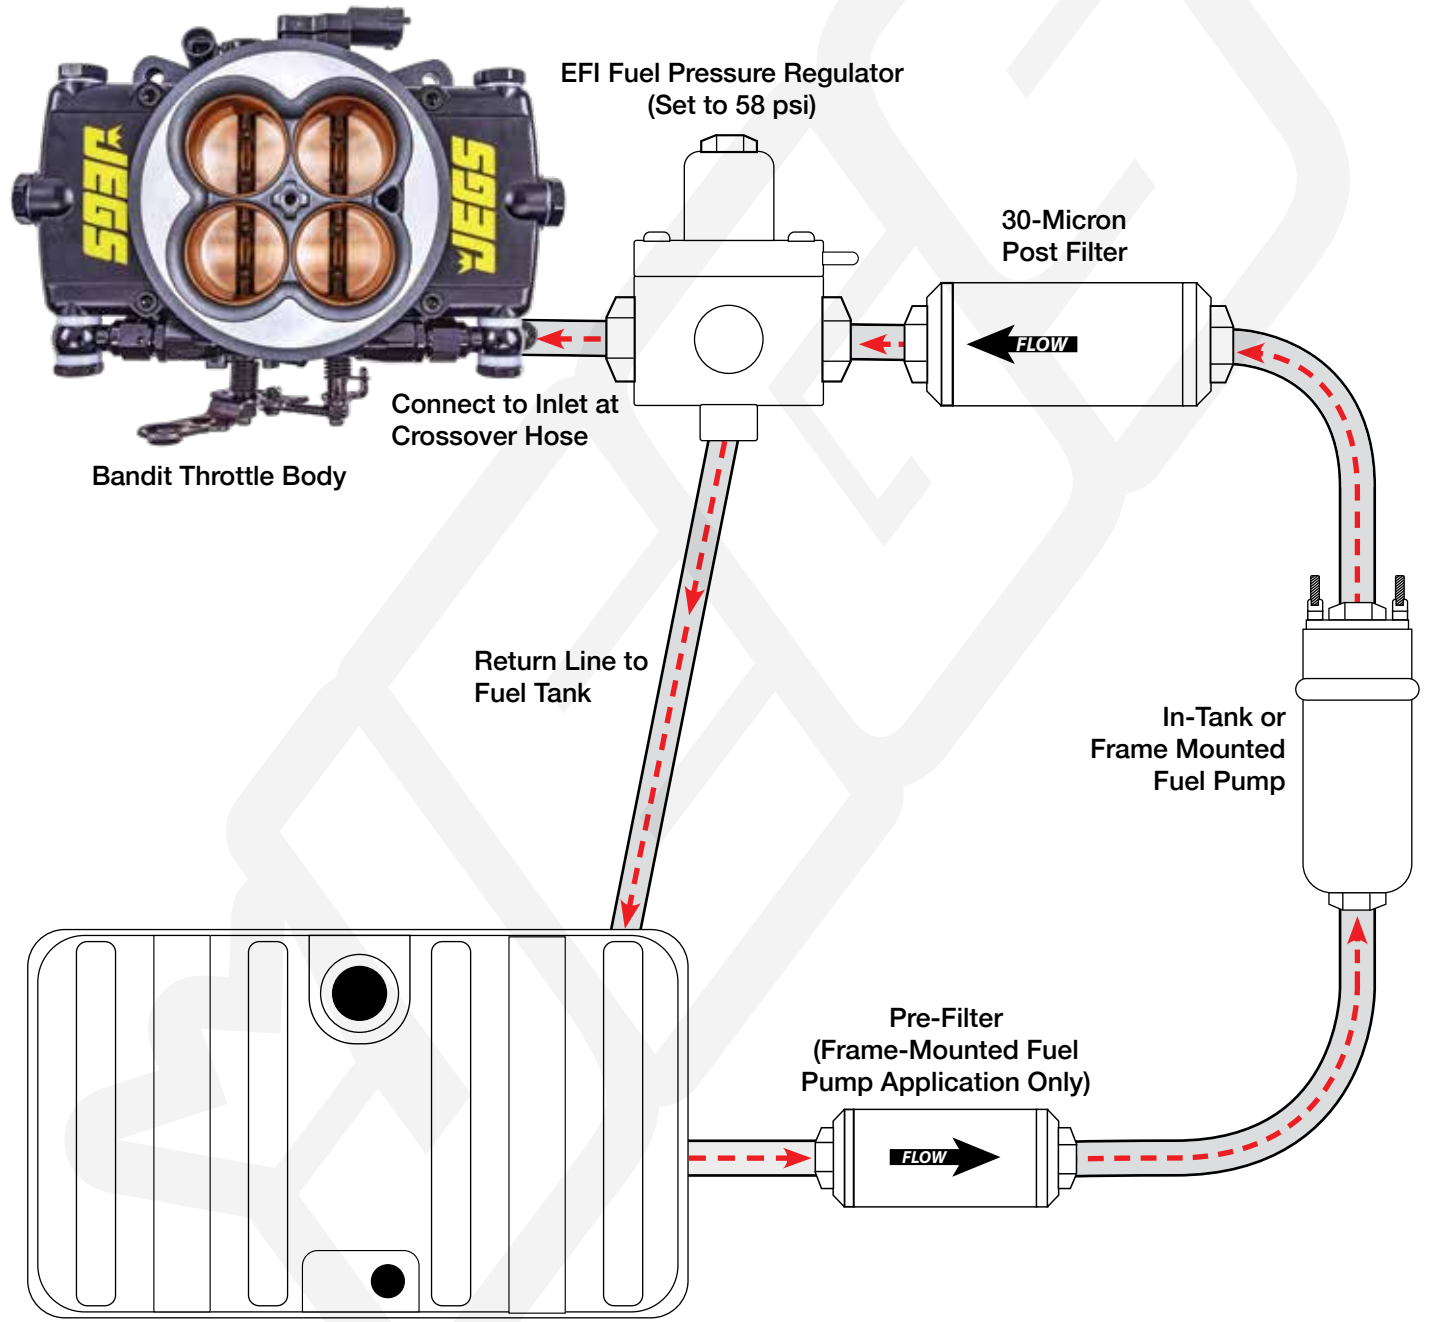 EFI Fuel Pressure Regulator
(Set to 58 psi)
JEGS
JEGS
30-Micron
Post Filter
FLOW
Connect to Inlet at
Crossover Hose
Bandit Throttle Body
Return Line to
Fuel Tank
In-Tank or
Frame Mounted
Fuel Pump
Pre-Filter
(Frame-Mounted Fuel
Pump Application Only)
FLOW